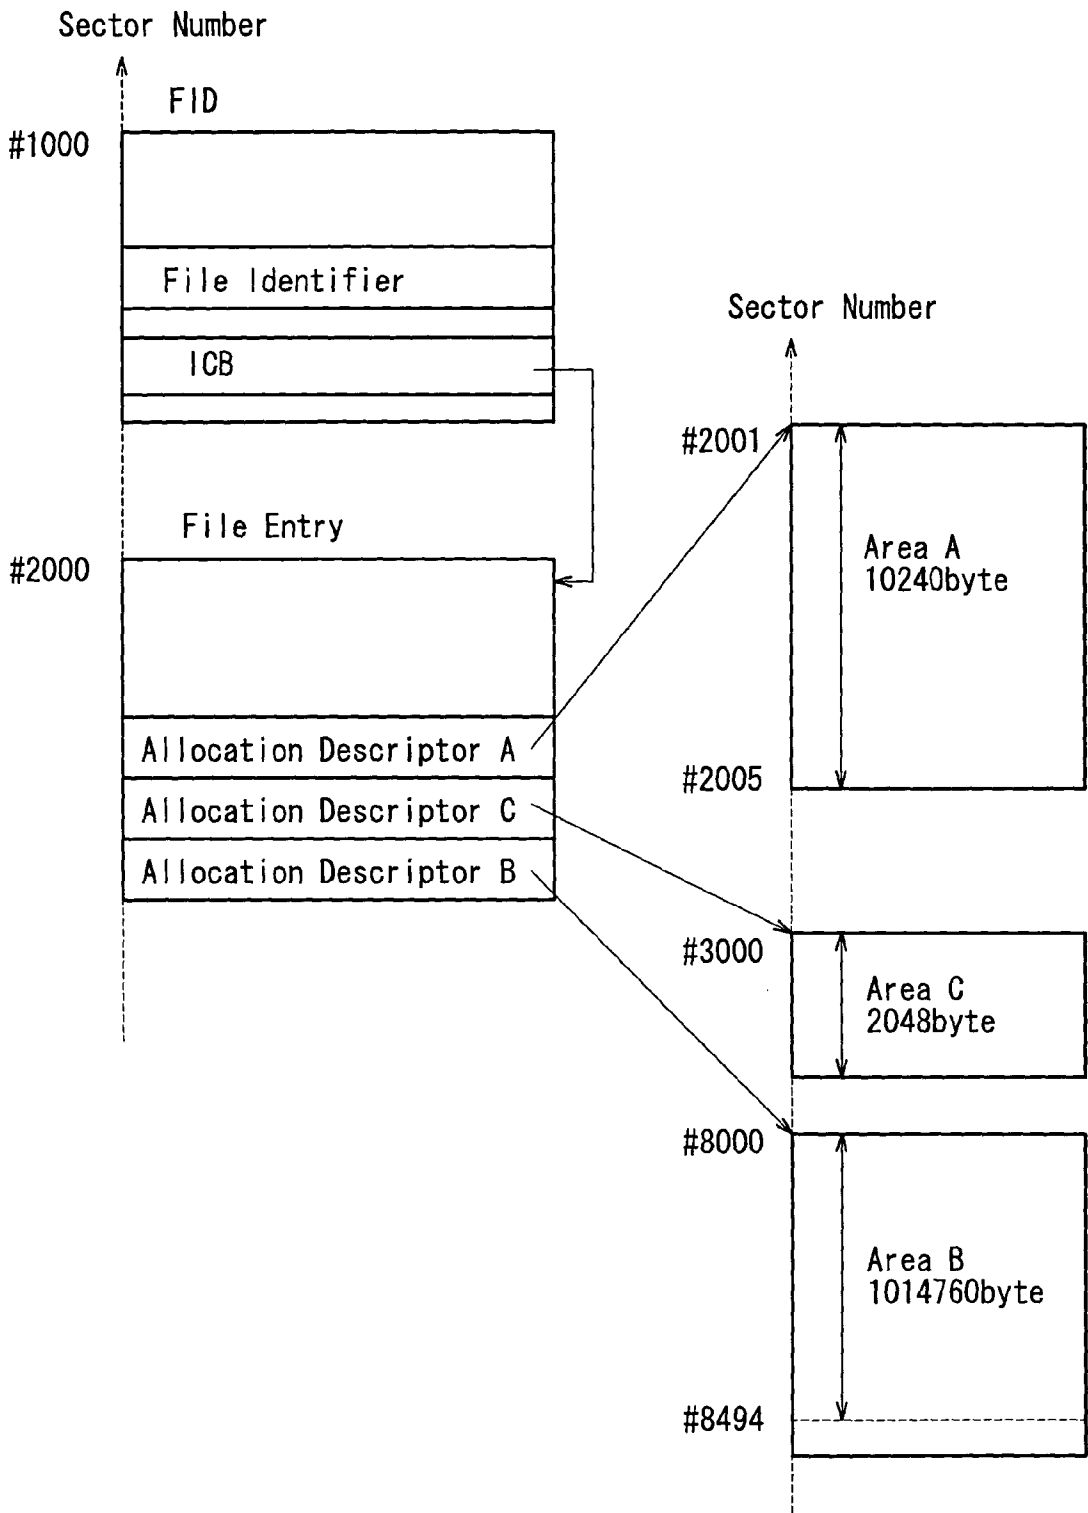 Sector Number
FID
#1000
File Identifier
ICB
File Entry
#2000
Allocation Descriptor A
Allocation Descriptor C
Allocation Descriptor B
Sector Number
#2001
Area A
10240byte
#2005
#3000
Area C
2048byte
#8000
Area B
1014760byte
#8494